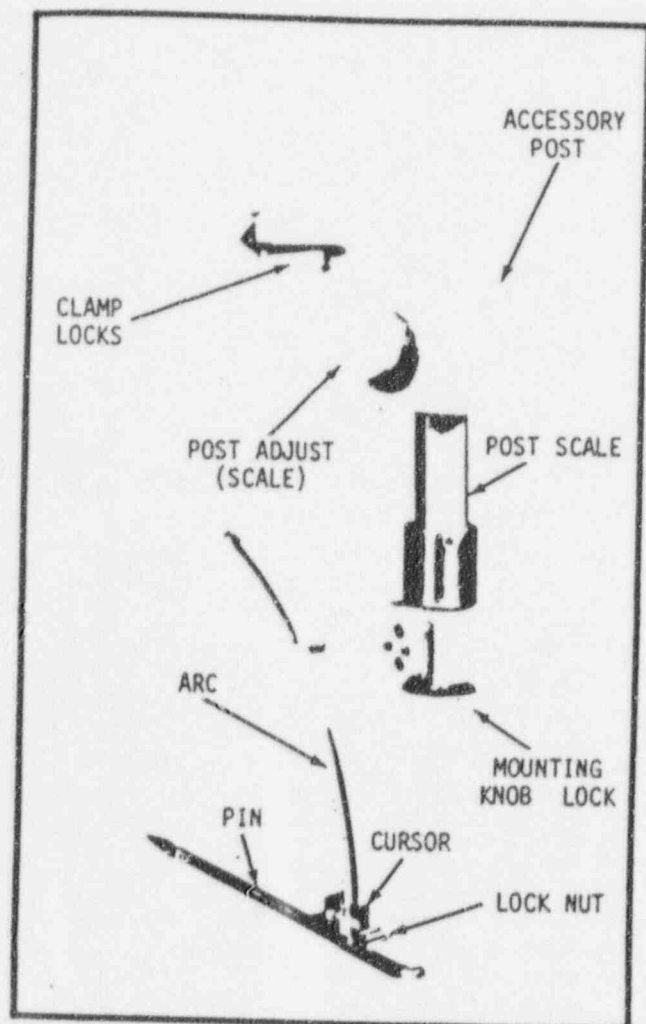 ACCESSORY
POST
CLAMP
LOCKS
POST ADJUST
(SCALE)
POST SCALE
ARC
MOUNTING
KNOB LOCK
PIN
CURSOR
LOCK NUT